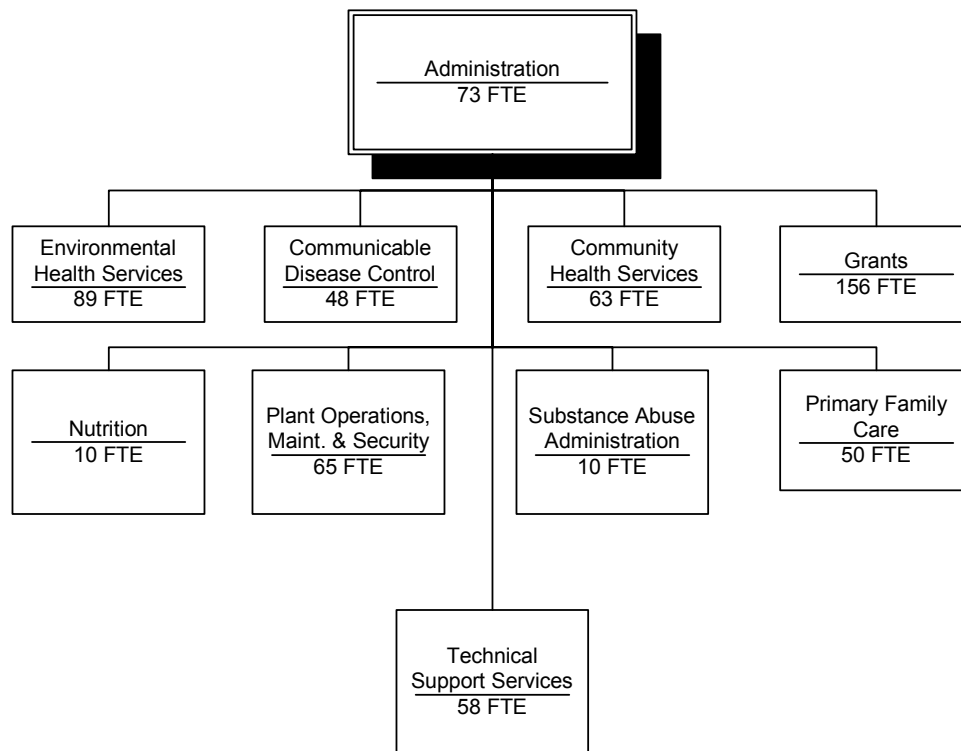 Administration
73 FTE
Environmental
Health Services
89 FTE
Communicable
Disease Control
48 FTE
Community
Health Services
63 FTE
Grants
156 FTE
Nutrition
10 FTE
Plant Operations,
Maint. & Security
65 FTE
Substance Abuse
Administration
10 FTE
Primary Family
Care
50 FTE
Technical
Support Services
58 FTE